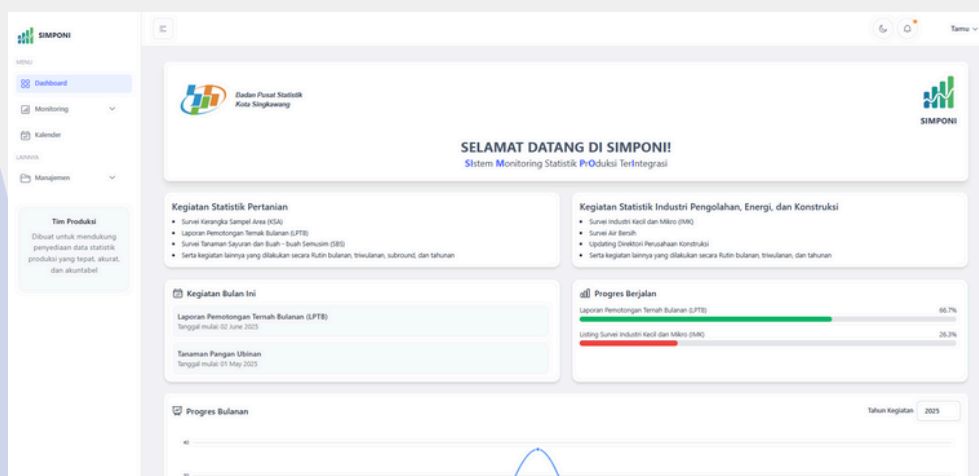 SIMPONI
Tamu
MENU
Dashboard
Monitoring
Kalender
LAINNYA
Manajemen
Tim Produksi
Dibuat untuk mendukung
penyediaan data statistik
produksi yang tepat, akurat,
dan akuntabel
Badan Pusat Statistik
Kota Singkawang
SIMPONI
SELAMAT DATANG DI SIMPONI!
SIstem Monitoring Statistik PrOduksi TerIntegrasi
Kegiatan Statistik Pertanian
• Survei Kerangka Sampel Area (KSA)
• Laporan Pemotongan Ternak Bulanan (LPTB)
• Survei Tanaman Sayuran dan Buah - buah Semusim (SBS)
• Serta kegiatan lainnya yang dilakukan secara Rutin bulanan, triwulanan, subround, dan tahunan
Kegiatan Statistik Industri Pengolahan, Energi, dan Konstruksi
• Survei Industri Kecil dan Mikro (IMK)
• Survei Air Bersih
• Updating Direktori Perusahaan Konstruksi
• Serta kegiatan lainnya yang dilakukan secara Rutin bulanan, triwulanan, dan tahunan
Kegiatan Bulan Ini
Laporan Pemotongan Ternah Bulanan (LPTB)
Tanggal mulai: 02 June 2025
Tanaman Pangan Ubinan
Tanggal mulai: 01 May 2025
Progres Berjalan
Laporan Pemotongan Ternah Bulanan (LPTB) 66.7%
Listing Survei Industri Kecil dan Mikro (IMK) 26.3%
Progres Bulanan
Tahun Kegiatan 2025
40